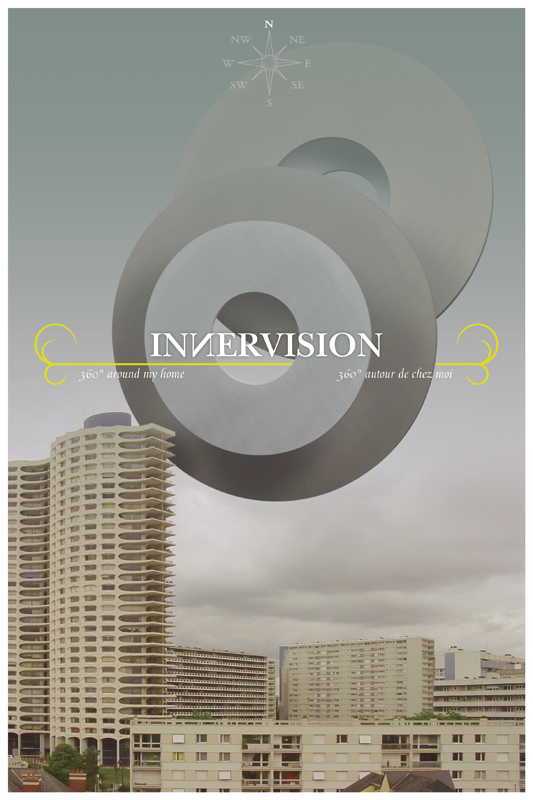 N
NW NE
W E
SW SE
S
INNERVISION
360° around my home 360° autour de chez moi